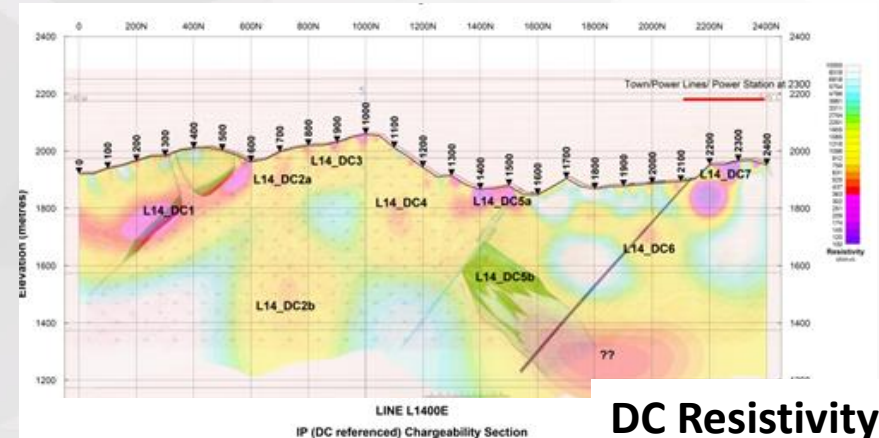 0 200N 400N 600N 800N 1000N 1200N 1400N 1600N 1800N 2000N 2200N 2400N
2400 2400
Town/Power Lines/ Power Station at 2300
2200 2200
0 100 200 300 400 500 600 700 800 900 1000 1100 1200 1300 1400 1500 1600 1700 1800 1900 2000 2100 2200 2300 2400
2000 2000
L14_DC3
L14_DC2a
L14_DC7
L14_DC1
L14_DC4
L14_DC5a
1800 1800
L14_DC6
1600 1600
L14_DC5b
L14_DC2b
1400 1400
??
1200
Elevation (metres)
Resistivity
LINE L1400E
IP (DC referenced) Chargeability Section
DC Resistivity